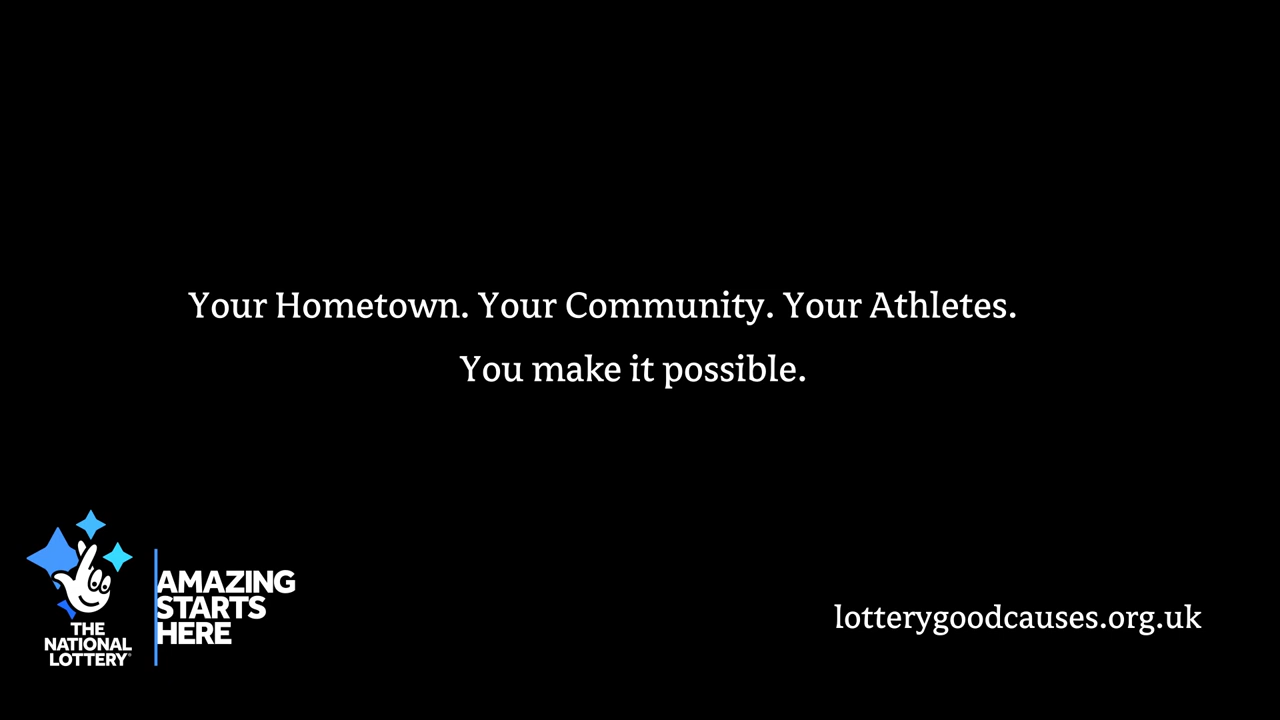 Your Hometown. Your Community. Your Athletes.
You make it possible.
THE
NATIONAL
LOTTERY®
AMAZING
STARTS
HERE
lotterygoodcauses.org.uk